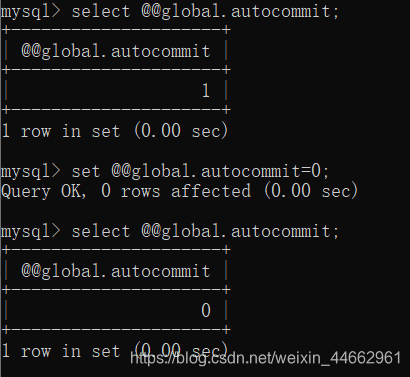 mysql> select @@global.autocommit;
+---------------------+
| @@global.autocommit |
+---------------------+
|                   1 |
+---------------------+
1 row in set (0.00 sec)
mysql> set @@global.autocommit=0;
Query OK, 0 rows affected (0.00 sec)
mysql> select @@global.autocommit;
+---------------------+
| @@global.autocommit |
+---------------------+
|                   0 |
+---------------------+
1 row in set (0.00 sec)
https://blog.csdn.net/weixin_44662961